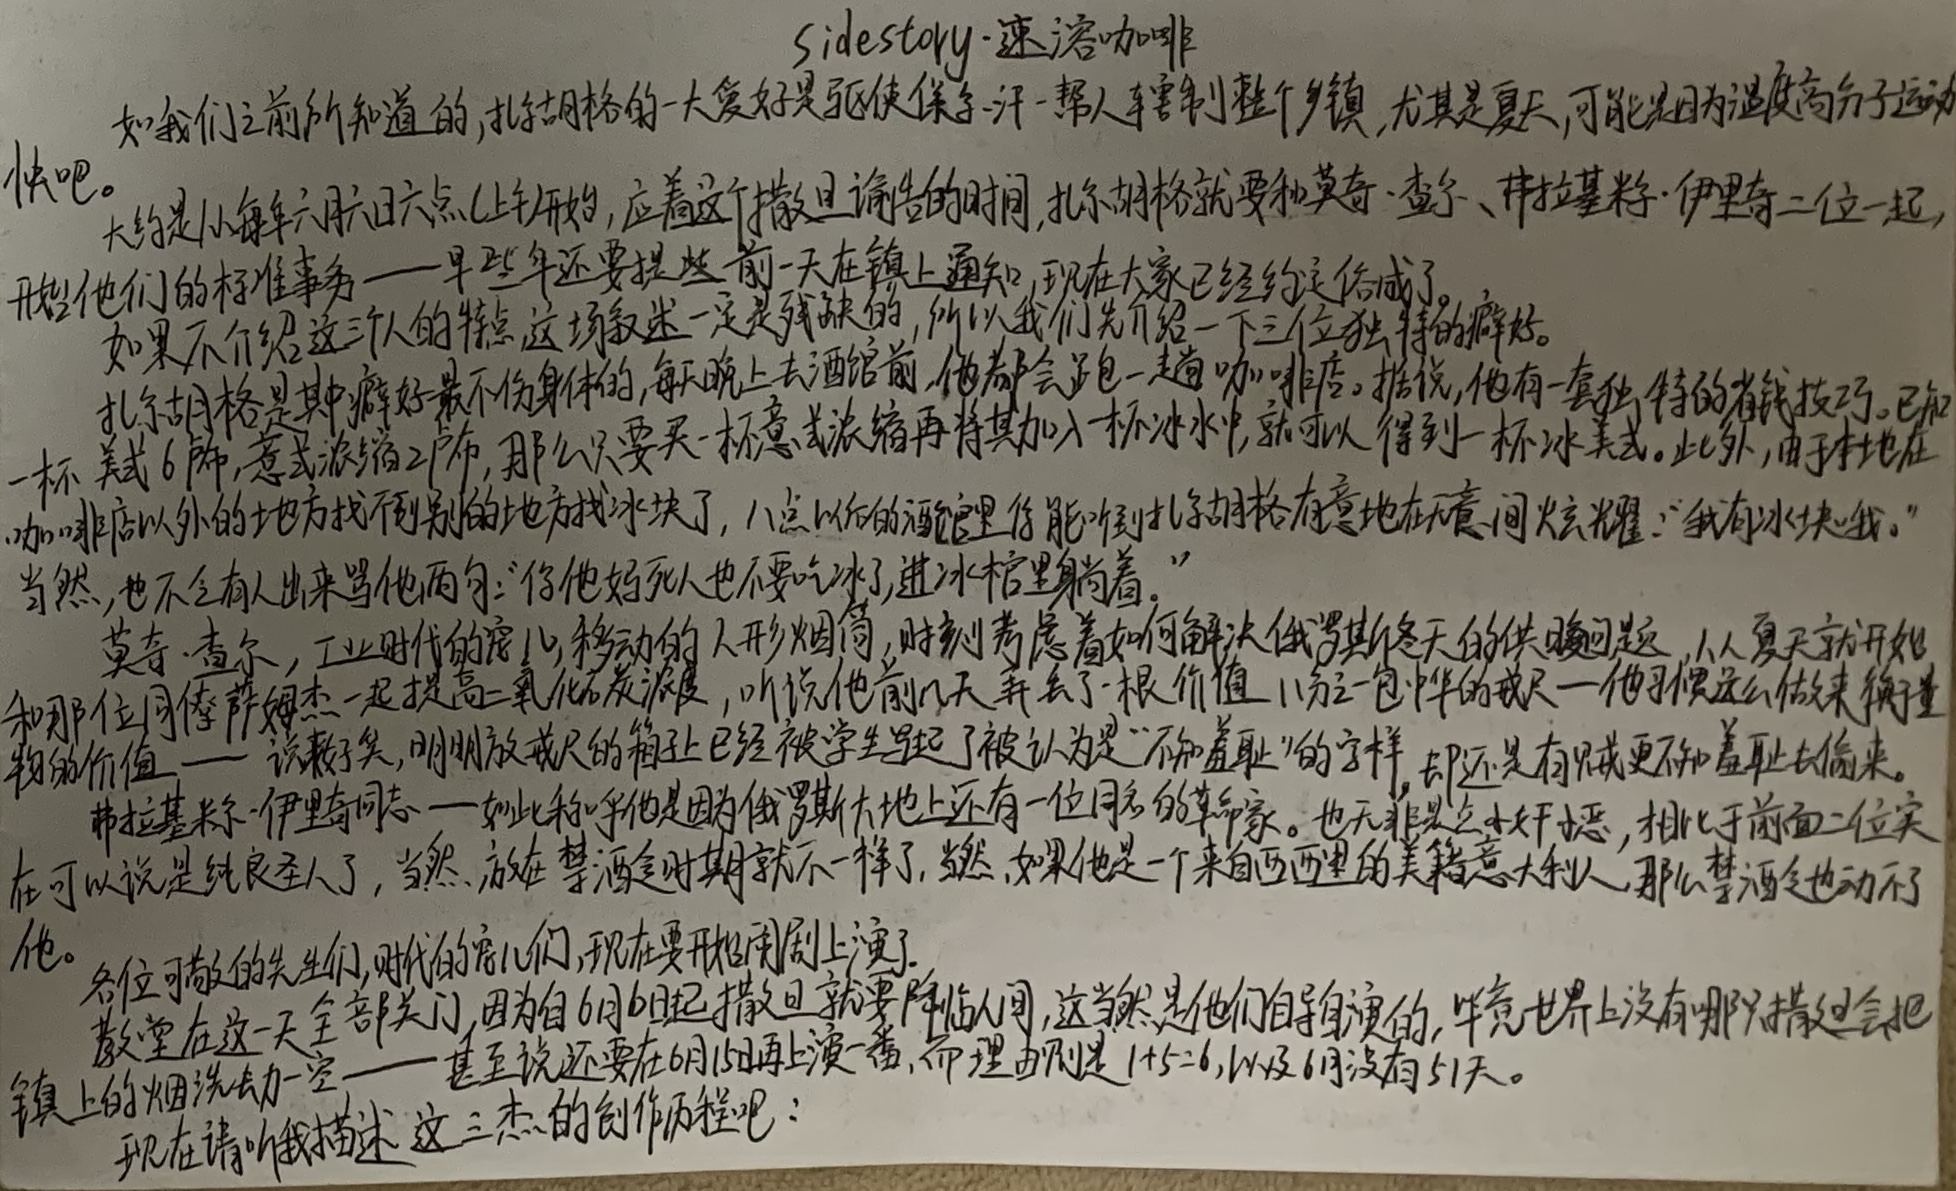 sidestory·速溶咖啡
如我们之前所知道的,扎尔胡格的一大爱好是驱使保尔·汗一帮人辖制整个乡镇,尤其是夏天,可能是因为温度高分子运动
快吧。
大约是从每年六月六日六点(上午)开始,应着这个撒旦谕告的时间,扎尔胡格就要和莫奇·查尔、弗拉基米尔·伊里奇二位一起,
开始他们的标准事务——早些年还要提些前一天在镇上通知,现在大家已经约定俗成了。
如果不介绍这三个人的特点,这场叙述一定是残缺的,所以我们先介绍一下三位独特的癖好。
扎尔胡格是其中癖好最不伤身体的,每天晚上去酒馆前,他都会跑一趟咖啡店。据说,他有一套独特的省钱技巧。已知
一杯美式6卢布,意式浓缩2卢布,那么只要买一杯意式浓缩再将其加入一杯冰水中,就可以得到一杯冰美式。此外,由于本地在
咖啡店以外的地方找不到别的地方找冰块了,八点以后的酒馆里你能听到扎尔胡格有意地在无意间炫耀:“我有冰块哦。”
当然,也不乏有人出来骂他两句:“你他妈死人也不要吃冰了,进冰棺里躺着。”
莫奇·查尔,工业时代的宠儿,移动的人形烟筒,时刻考虑着如何解决俄罗斯冬天的供暖问题,从夏天就开始
和那位同僚萨姆杰一起提高二氧化碳浓度,听说他前几天弄丢了一根价值11分之一包中华的戒尺—他习惯这么做来衡量
物的价值——说来好笑,明明放戒尺的箱子上已经被学生写起了被认为是“不知羞耻”的字样,却还是有贼更不知羞耻去偷来。
弗拉基米尔·伊里奇同志——如此称呼他是因为俄罗斯大地上还有一位同名的革命家。也无非是点小奸小恶,相比于前面二位实
在可以说是纯良圣人了,当然,放在禁酒令时期就不一样了,当然,如果他是一个来自西西里的美籍意大利人,那么禁酒令也动不了
他。
各位可敬的先生们,时代的宠儿们,现在要开始闹剧上演了。
教堂在这一天全部关门,因为自6月6日起撒旦就要降临人间,这当然是他们自导自演的,毕竟世界上没有哪只撒旦会把
镇上的烟洗劫一空——甚至说还要在6月15日再上演一番,而理由则是1+5=6,以及6月没有51天。
现在请听我描述这三杰的创作历程吧: